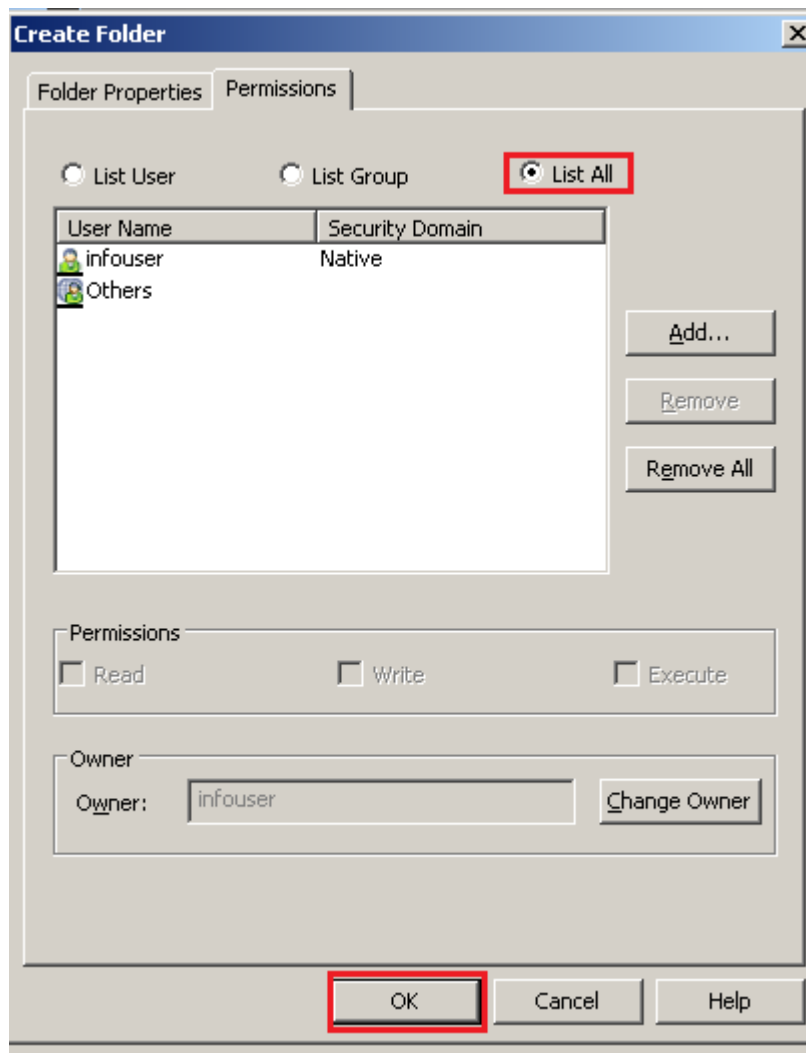 Create Folder
Folder Properties Permissions
List User List Group List All
User Name Security Domain
infouser Native
Others
Add...
Remove
Remove All
Permissions
Read Write Execute
Owner
Owner: infouser Change Owner
OK Cancel Help